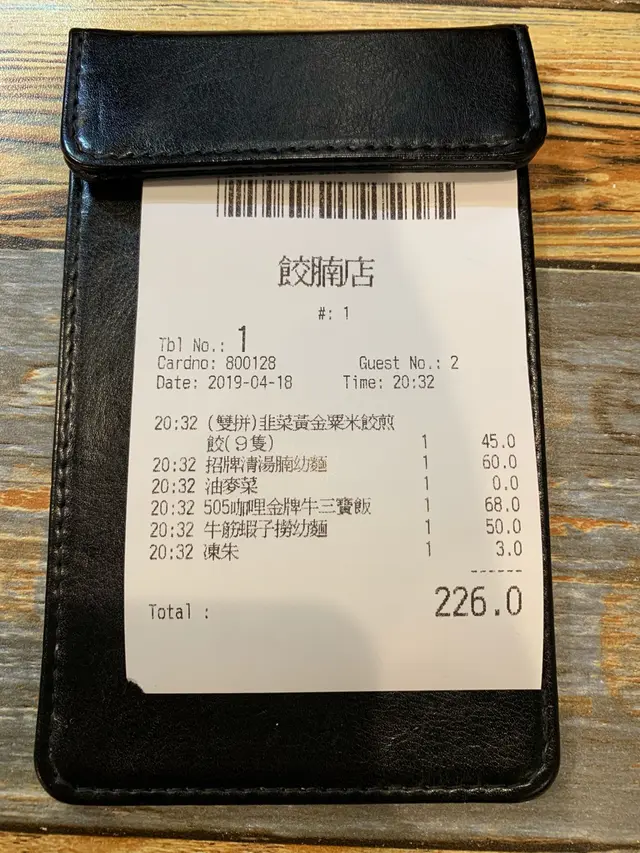 餃腩店
#: 1
Tbl No.: 1
Cardno: 800128 Guest No.: 2
Date: 2019-04-18 Time: 20:32
20:32 (雙拼)韭菜黃金粟米餃煎
餃(9隻) 1 45.0
20:32 招牌清湯腩幼麵 1 60.0
20:32 油麥菜 1 0.0
20:32 505咖哩金牌牛三寶飯 1 68.0
20:32 牛筋蝦子撈幼麵 1 50.0
20:32 凍朱 1 3.0
------
Total : 226.0